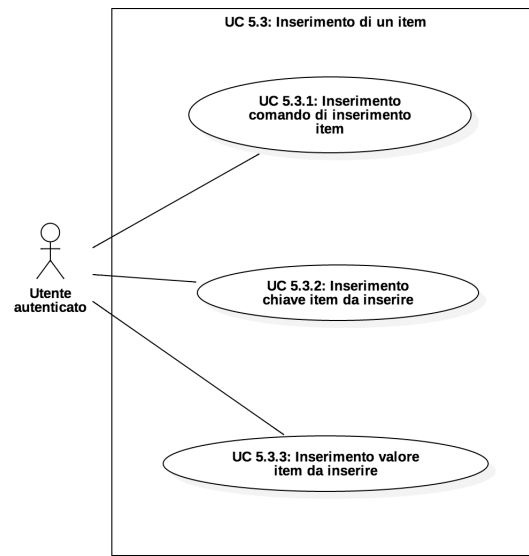 UC 5.3: Inserimento di un item
UC 5.3.1: Inserimento
comando di inserimento
item
Utente
autenticato
UC 5.3.2: Inserimento
chiave item da inserire
UC 5.3.3: Inserimento valore
item da inserire